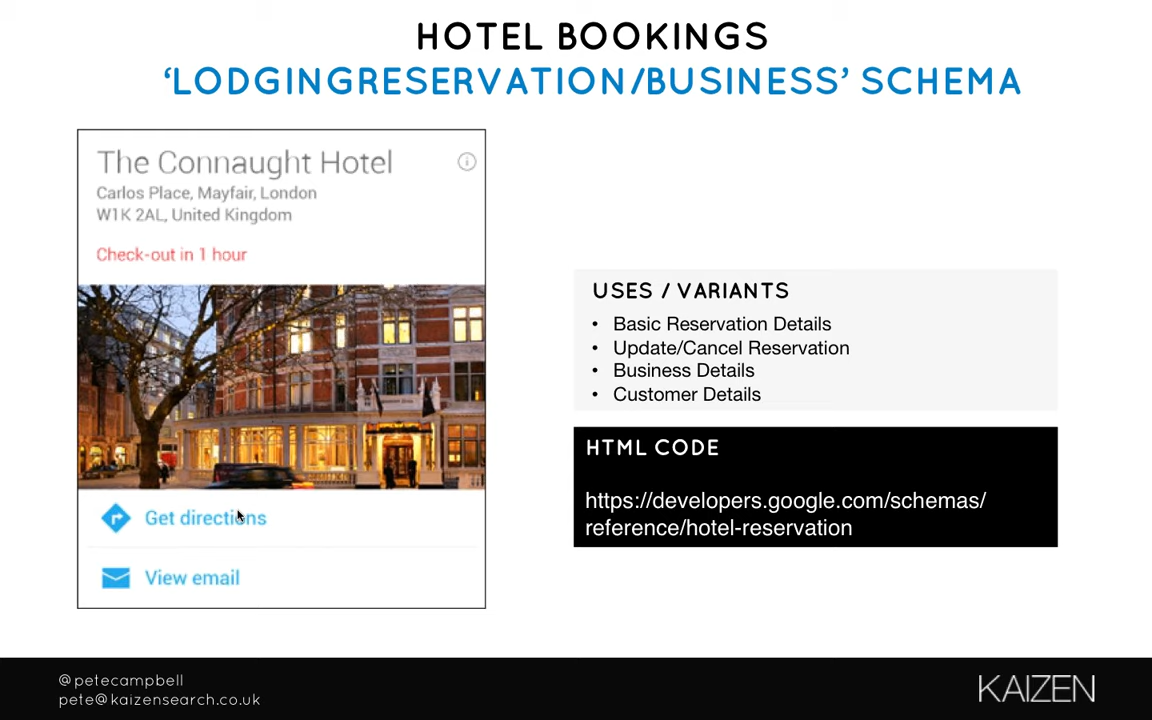 HOTEL BOOKINGS
‘LODGINGRESERVATION/BUSINESS’ SCHEMA
The Connaught Hotel
Carlos Place, Mayfair, London
W1K 2AL, United Kingdom
Check-out in 1 hour
Get directions
View email
USES / VARIANTS
• Basic Reservation Details
• Update/Cancel Reservation
• Business Details
• Customer Details
HTML CODE
https://developers.google.com/schemas/
reference/hotel-reservation
@petecampbell
pete@kaizensearch.co.uk
KAIZEN